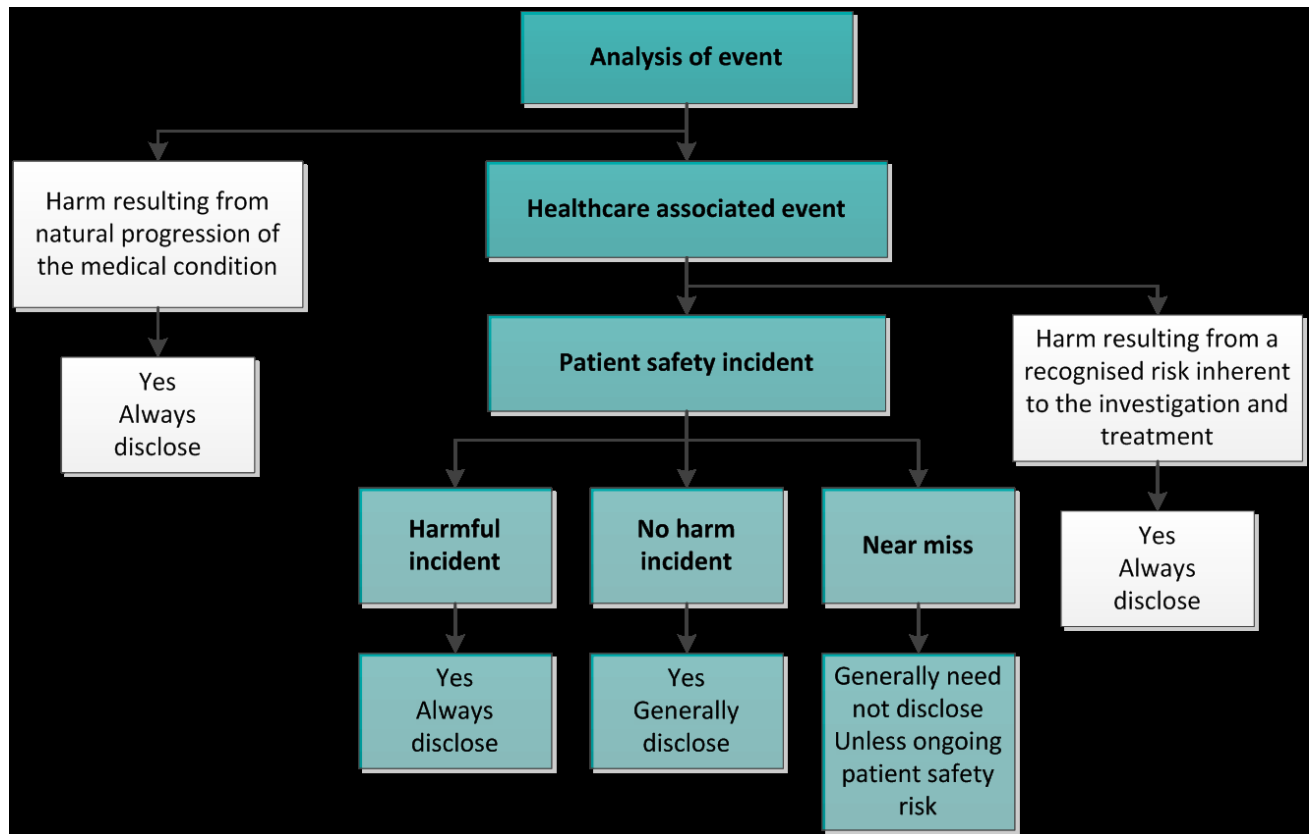 Analysis of event
Harm resulting from
natural progression of
the medical condition
Healthcare associated event
Yes
Always
disclose
Patient safety incident
Harm resulting from a
recognised risk inherent
to the investigation and
treatment
Harmful
incident
No harm
incident
Near miss
Yes
Always
disclose
Yes
Always
disclose
Yes
Generally
disclose
Generally need
not disclose
Unless ongoing
patient safety
risk